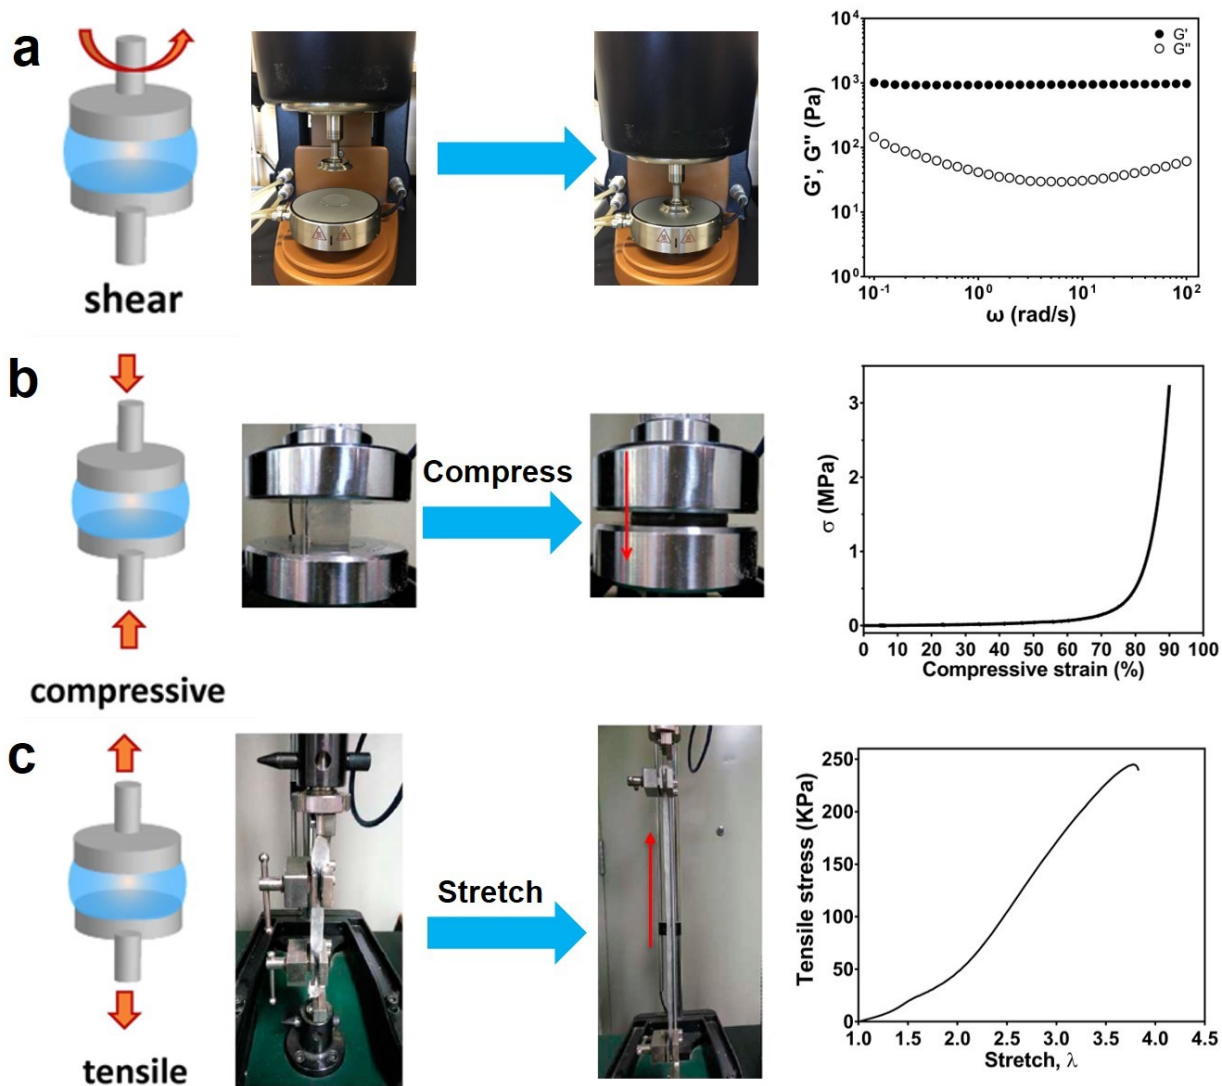 a
shear
10⁴
10³
10²
10¹
10⁰
G', G" (Pa)
G'
G"
10⁻¹ 10⁰ 10¹ 10²
ω (rad/s)
b
compressive
Compress
3
2
1
0
σ (MPa)
0 10 20 30 40 50 60 70 80 90 100
Compressive strain (%)
c
tensile
Stretch
250
200
150
100
50
0
Tensile stress (KPa)
1.0 1.5 2.0 2.5 3.0 3.5 4.0 4.5
Stretch, λ